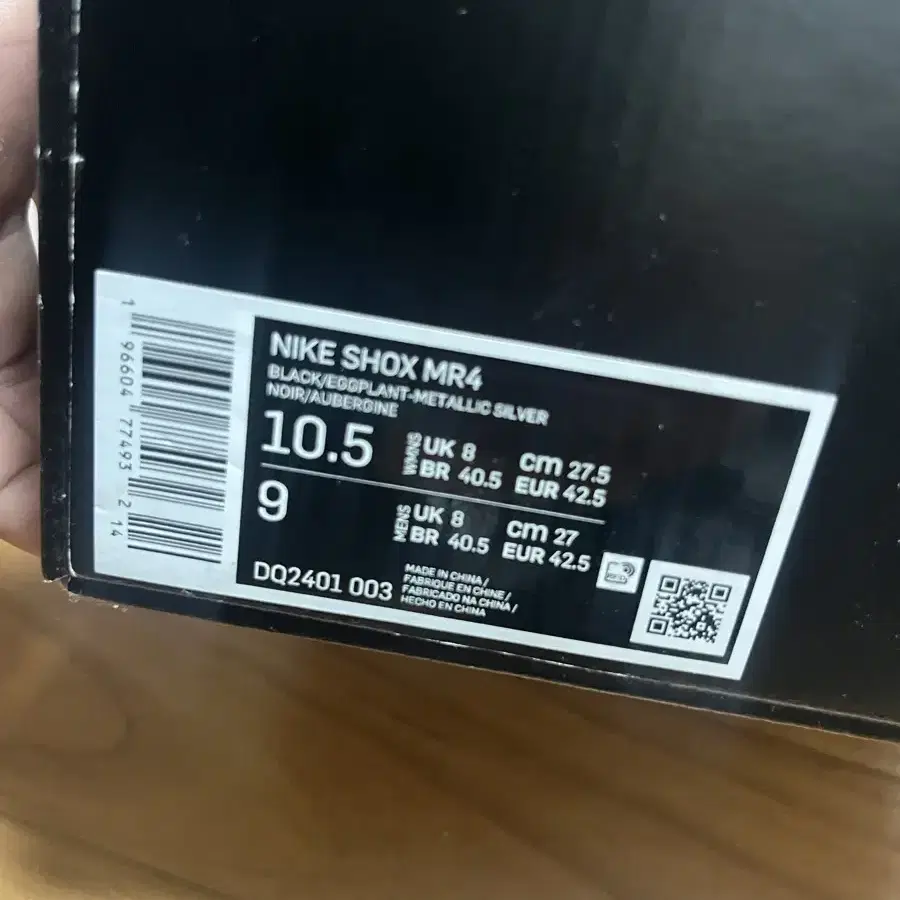 NIKE SHOX MR4
BLACK/EGGPLANT-METALLIC SILVER
NOIR/AUBERGINE
10.5 WMNS UK 8 cm 27.5
BR 40.5 EUR 42.5
9 MENS UK 8 cm 27
BR 40.5 EUR 42.5
DQ2401 003
MADE IN CHINA/
FABRIQUE EN CHINE/
FABRICADO NA CHINA/
HECHO EN CHINA
1 96604 77493 2 14